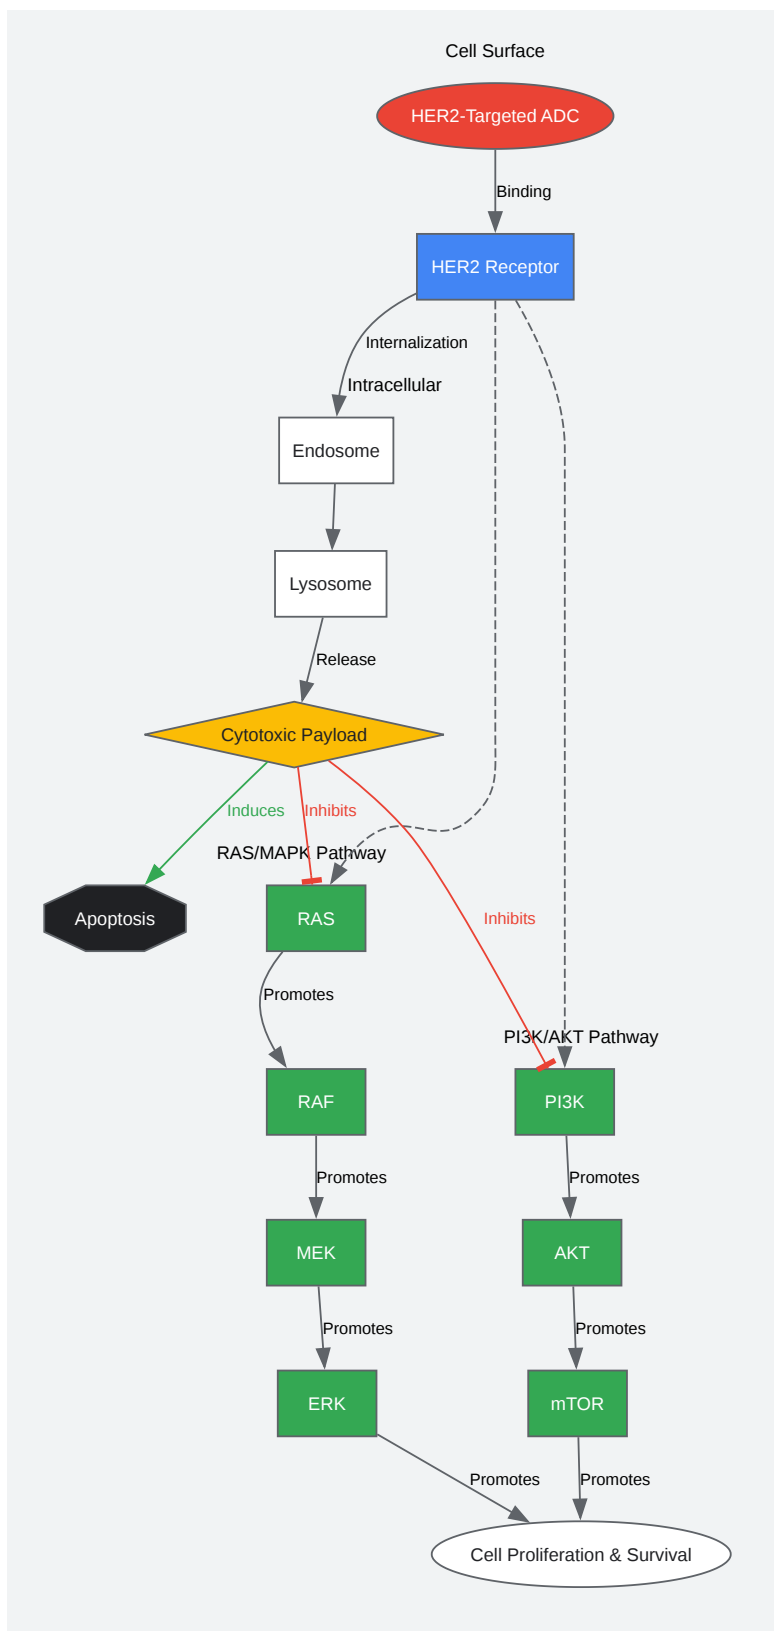 Cell Surface
HER2-Targeted ADC
Binding
HER2 Receptor
Internalization
Intracellular
Endosome
Lysosome
Release
Cytotoxic Payload
Induces
Inhibits
RAS/MAPK Pathway
Apoptosis
RAS
Inhibits
Promotes
PI3K/AKT Pathway
RAF
PI3K
Promotes
Promotes
MEK
AKT
Promotes
Promotes
ERK
mTOR
Promotes
Promotes
Cell Proliferation & Survival